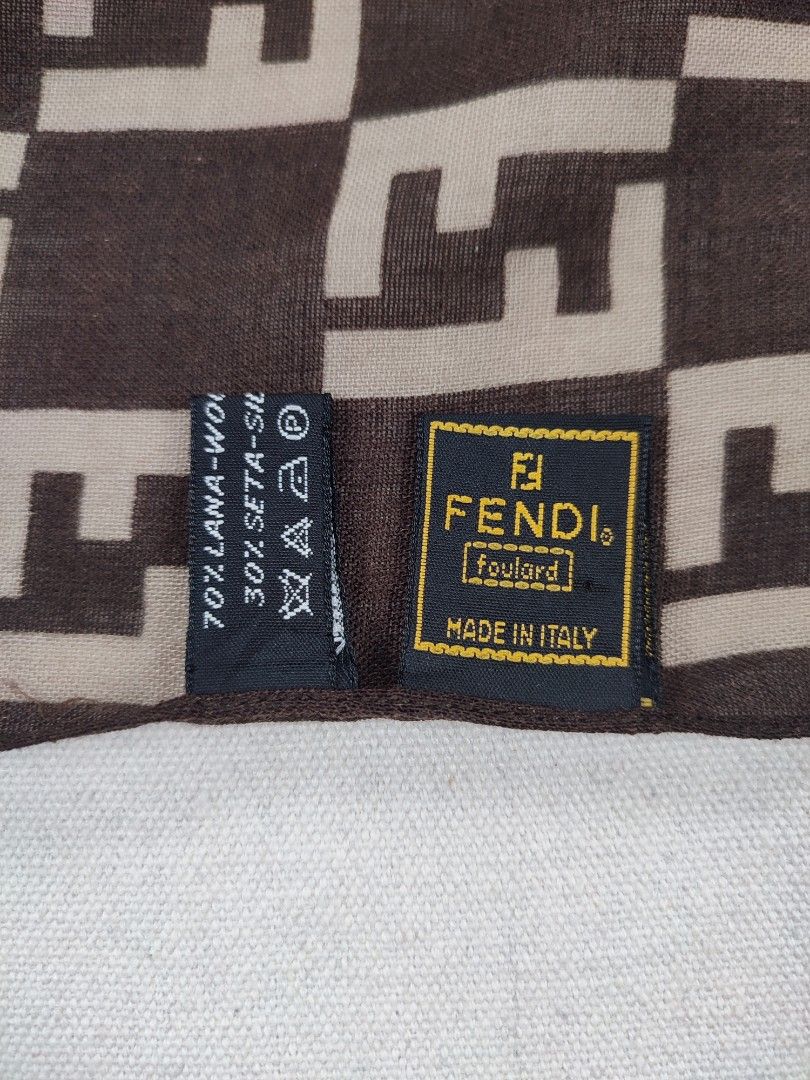 70% LANA-WO
30% SETA-SI
P
FENDI®
foulard
MADE IN ITALY